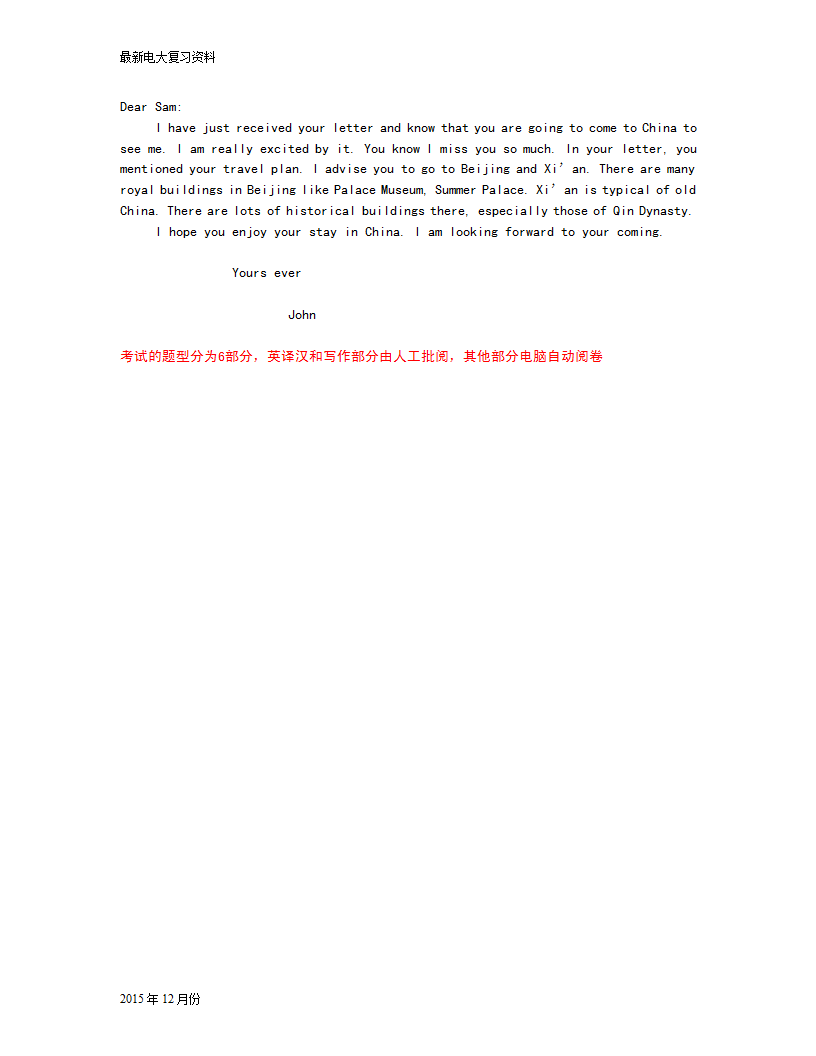 最新电大复习资料
Dear Sam:
I have just received your letter and know that you are going to come to China to
see me. I am really excited by it. You know I miss you so much. In your letter, you
mentioned your travel plan. I advise you to go to Beijing and Xi’an. There are many
royal buildings in Beijing like Palace Museum, Summer Palace. Xi’an is typical of old
China. There are lots of historical buildings there, especially those of Qin Dynasty.
I hope you enjoy your stay in China. I am looking forward to your coming.
Yours ever
John
考试的题型分为6部分，英译汉和写作部分由人工批阅，其他部分电脑自动阅卷
2015 年 12 月份